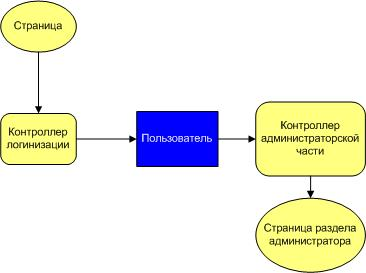 Страница
Контроллер
логинизации
Пользователь
Контроллер
администраторской
части
Страница раздела
администратора